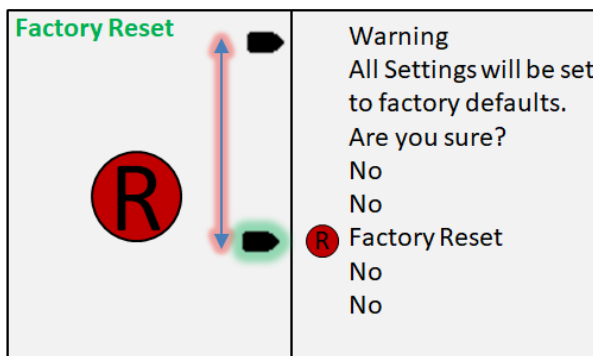 Factory Reset
R
Warning
All Settings will be set
to factory defaults.
Are you sure?
No
No
R Factory Reset
No
No